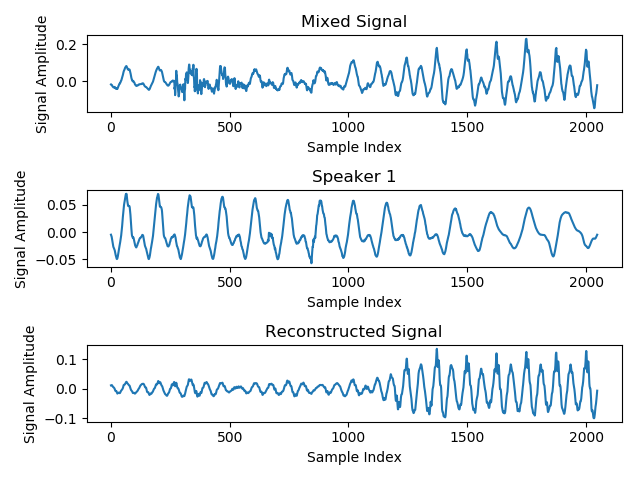 Mixed Signal
Signal Amplitude
0.2
0.0
0 500 1000 1500 2000
Sample Index
Speaker 1
Signal Amplitude
0.05
0.00
−0.05
0 500 1000 1500 2000
Sample Index
Reconstructed Signal
Signal Amplitude
0.1
0.0
−0.1
0 500 1000 1500 2000
Sample Index